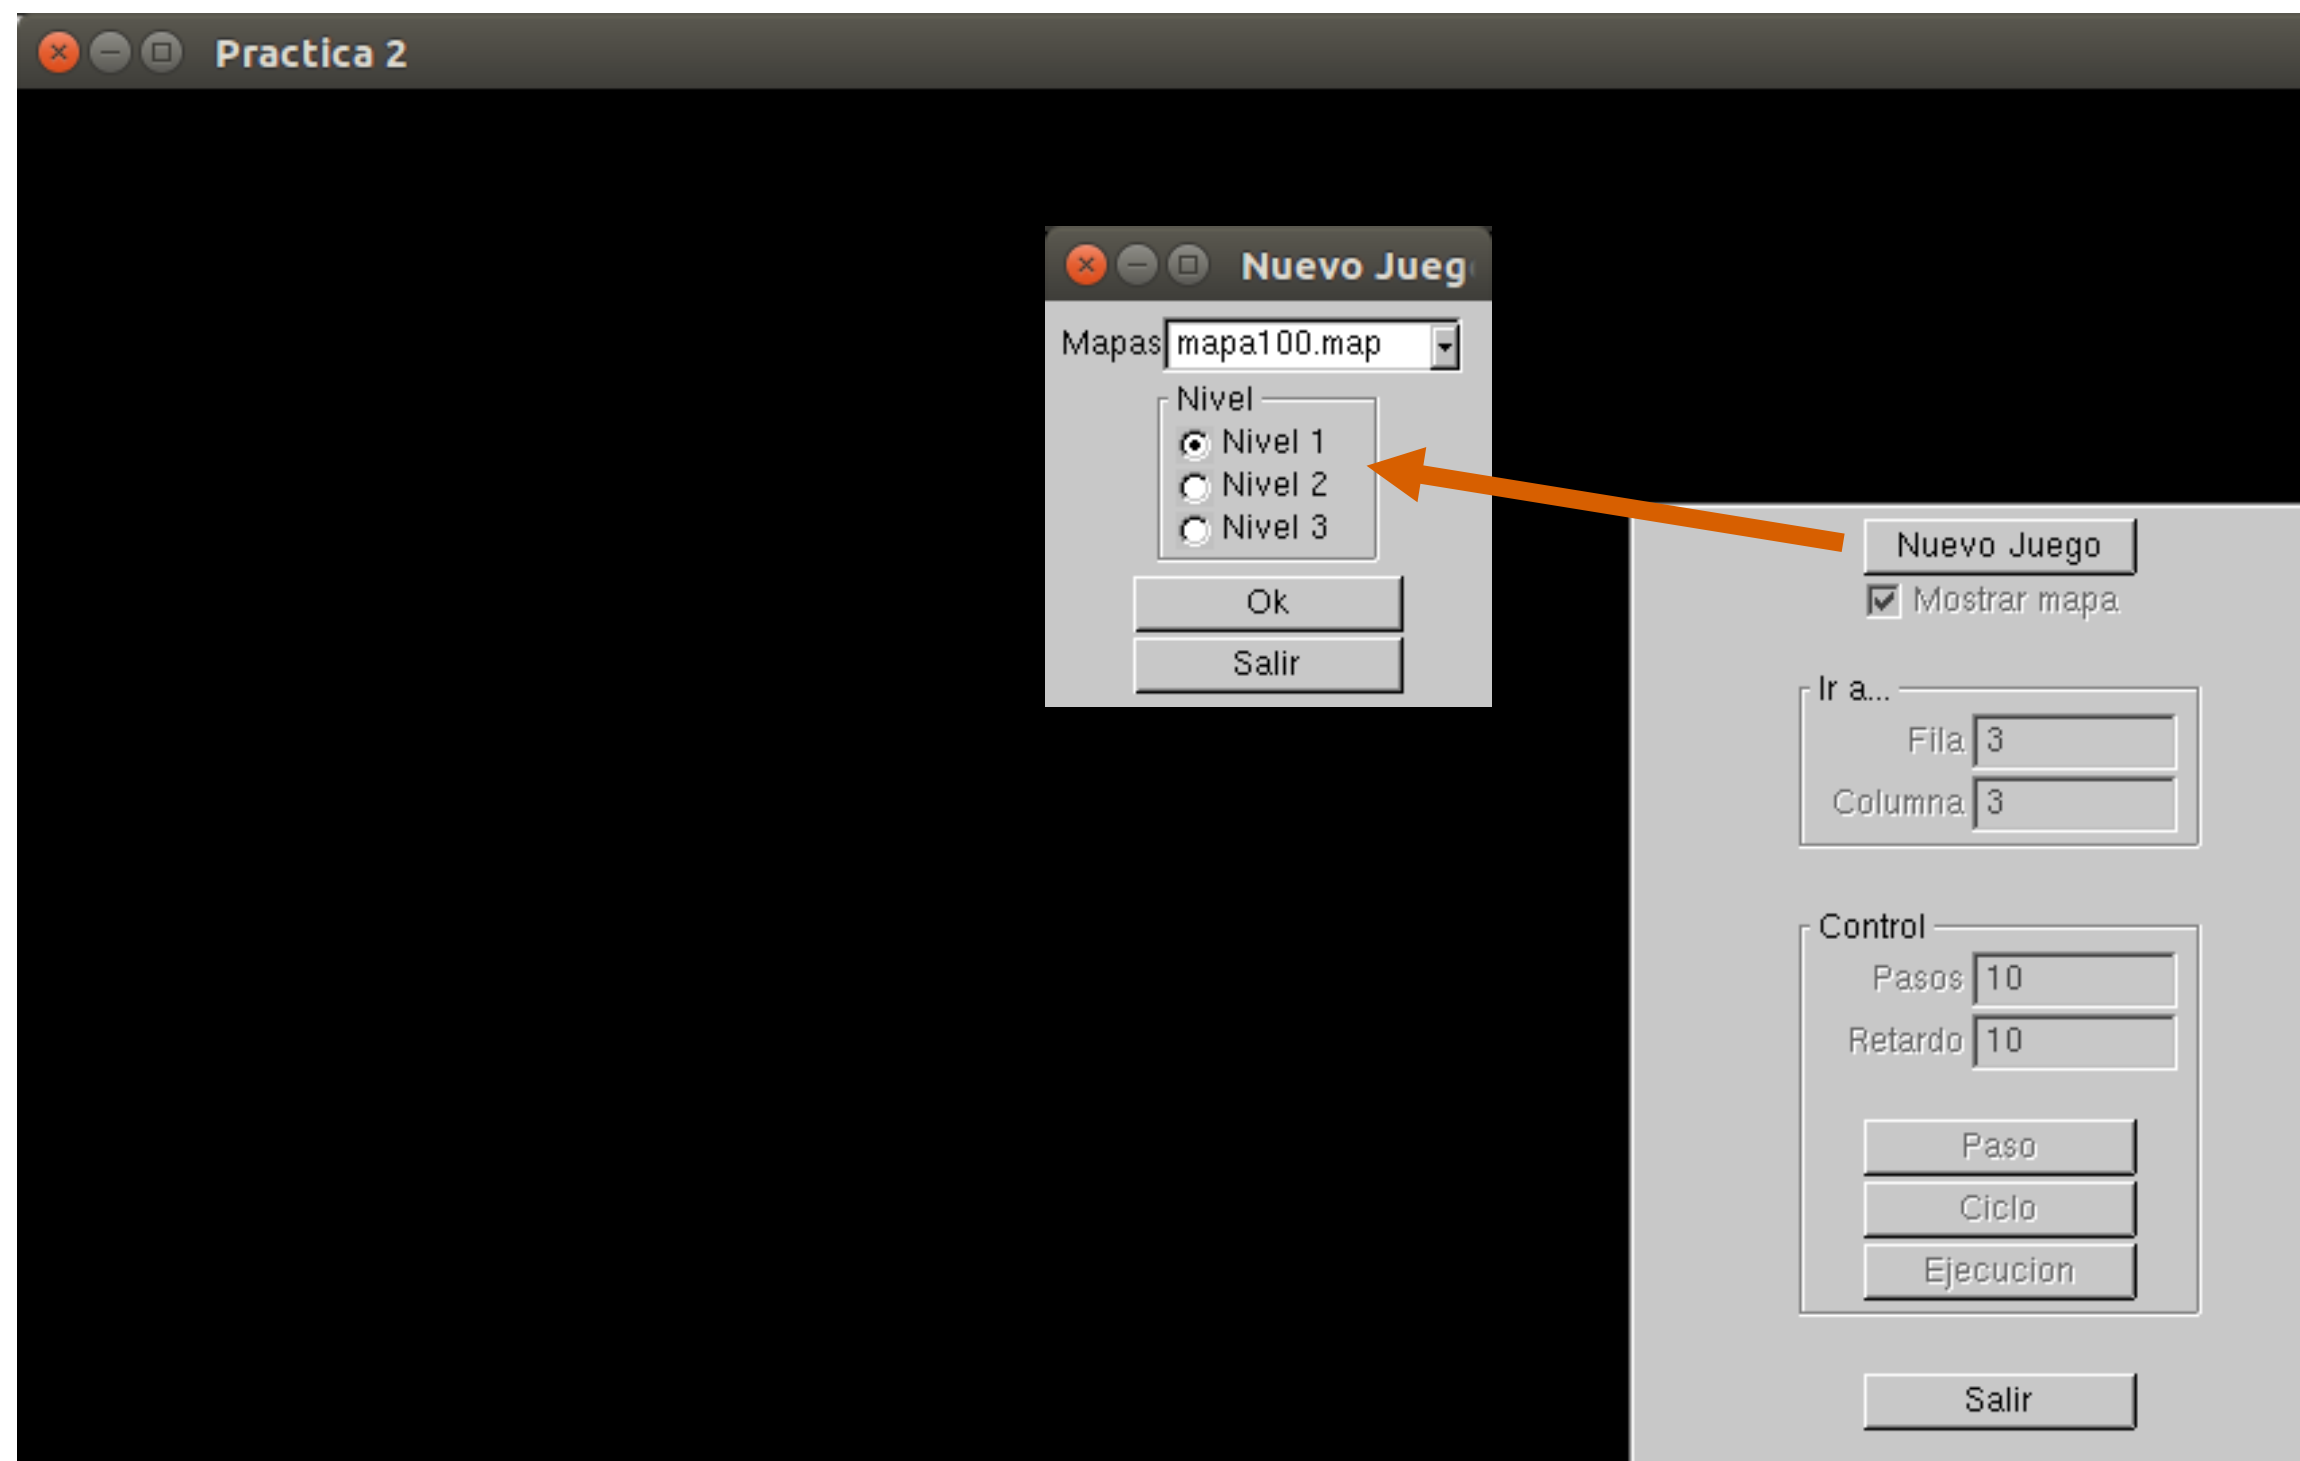 Practica 2
Nuevo Jueg
Mapas mapa100.map
Nivel
Nivel 1
Nivel 2
Nivel 3
Ok
Salir
Nuevo Juego
Mostrar mapa
Ir a...
Fila 3
Columna 3
Control
Pasos 10
Retardo 10
Paso
Ciclo
Ejecucion
Salir